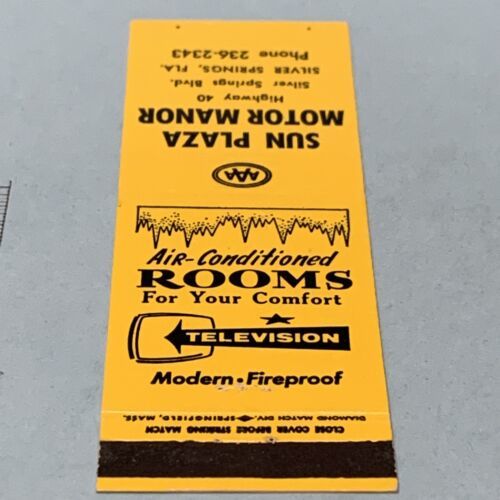 SUN PLAZA
MOTOR MANOR
Highway 40
Silver Springs Blvd.
SILVER SPRINGS, FLA.
Phone 236-2343
AAA
AIR-Conditioned
ROOMS
For Your Comfort
TELEVISION
Modern • Fireproof
CLOSE COVER BEFORE STRIKING MATCH
DIAMOND MATCH DIV. SPRINGFIELD, MASS.